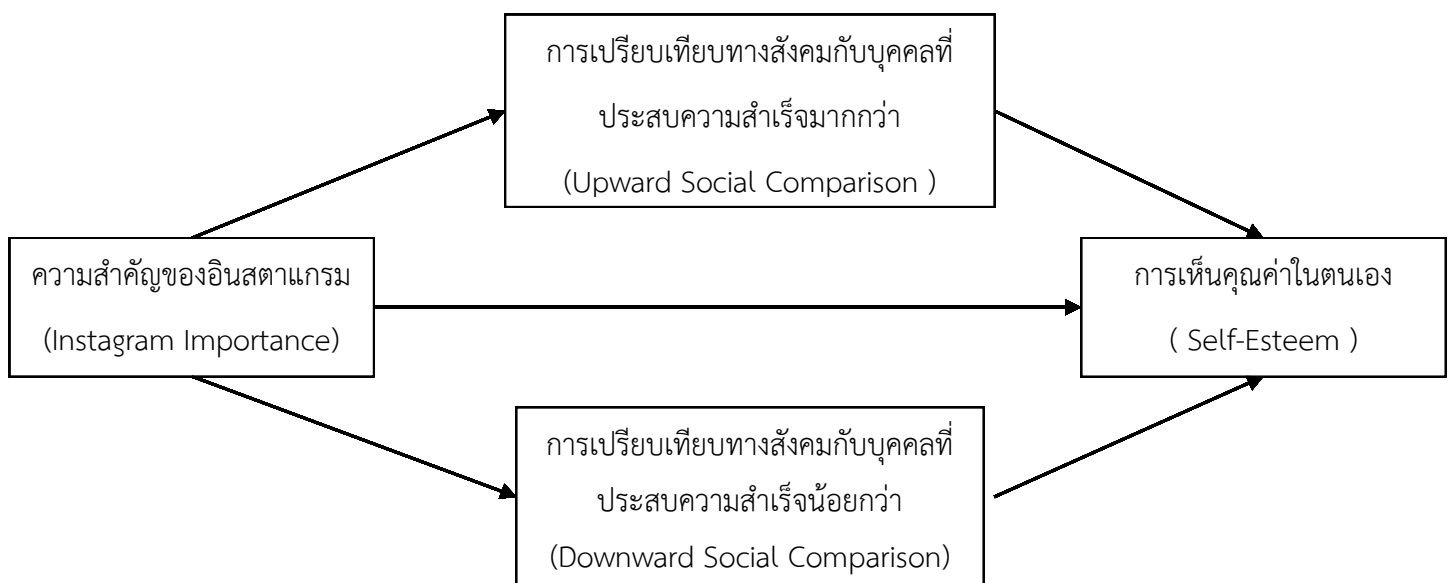 การเปรียบเทียบทางสังคมกับบุคคลที่
ประสบความสำเร็จมากกว่า
(Upward Social Comparison )
ความสำคัญของอินสตาแกรม
(Instagram Importance)
การเห็นคุณค่าในตนเอง
( Self-Esteem )
การเปรียบเทียบทางสังคมกับบุคคลที่
ประสบความสำเร็จน้อยกว่า
(Downward Social Comparison)